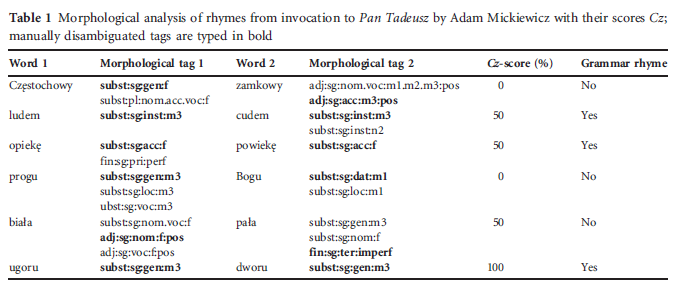 Table 1 Morphological analysis of rhymes from invocation to Pan Tadeusz by Adam Mickiewicz with their scores Cz;
manually disambiguated tags are typed in bold
Word 1 Morphological tag 1 Word 2 Morphological tag 2 Cz-score (%) Grammar rhyme
Częstochowy subst:sg:gen:f zamkowy adj:sg:nom.voc:m1.m2.m3:pos 0 No
subst:pl:nom.acc.voc:f adj:sg:acc:m3:pos
ludem subst:sg:inst:m3 cudem subst:sg:inst:m3 50 Yes
subst:sg:inst:n2
opiekę subst:sg:acc:f powiekę subst:sg:acc:f 50 Yes
fin:sg:pri:perf
progu subst:sg:gen:m3 Bogu subst:sg:dat:m1 0 No
subst:sg:loc:m3 subst:sg:loc:m1
ubst:sg:voc:m3
biała subst:sg:nom.voc:f pała subst:sg:gen:m3 50 No
adj:sg:nom:f:pos subst:sg:nom:f
adj:sg:voc:f:pos fin:sg:ter:imperf
ugoru subst:sg:gen:m3 dworu subst:sg:gen:m3 100 Yes